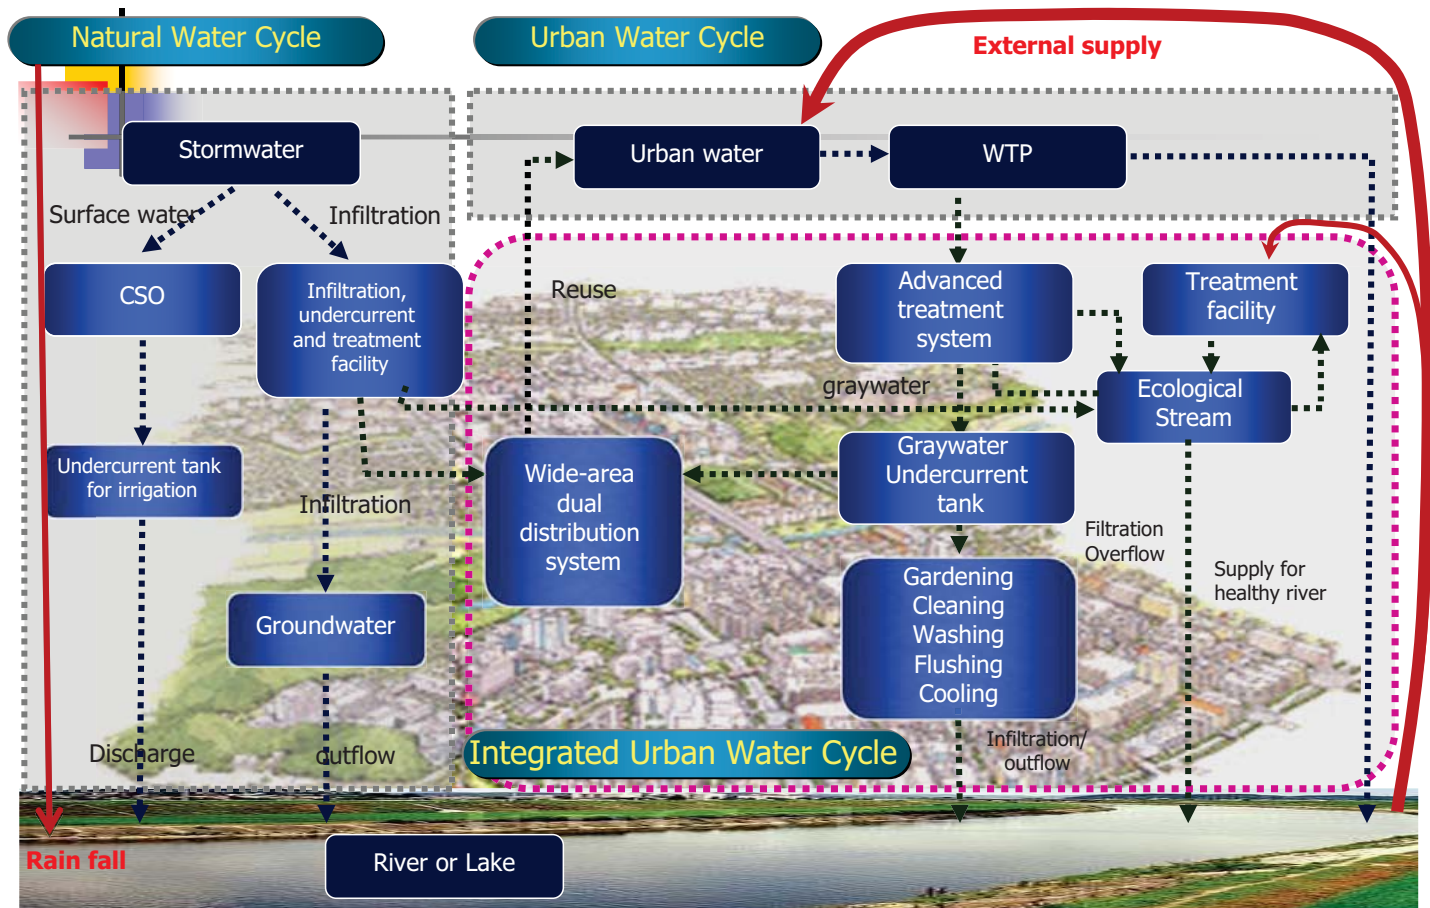 Natural Water Cycle
Urban Water Cycle
External supply
Stormwater
Urban water
WTP
Surface water
Infiltration
CSO
Infiltration,
undercurrent
and treatment
facility
Reuse
Advanced
treatment
system
Treatment
facility
graywater
Ecological
Stream
Undercurrent tank
for irrigation
Infiltration
Wide-area
dual
distribution
system
Graywater
Undercurrent
tank
Filtration
Overflow
Supply for
healthy river
Groundwater
Gardening
Cleaning
Washing
Flushing
Cooling
Discharge
outflow
Integrated Urban Water Cycle
Infiltration/
outflow
Rain fall
River or Lake